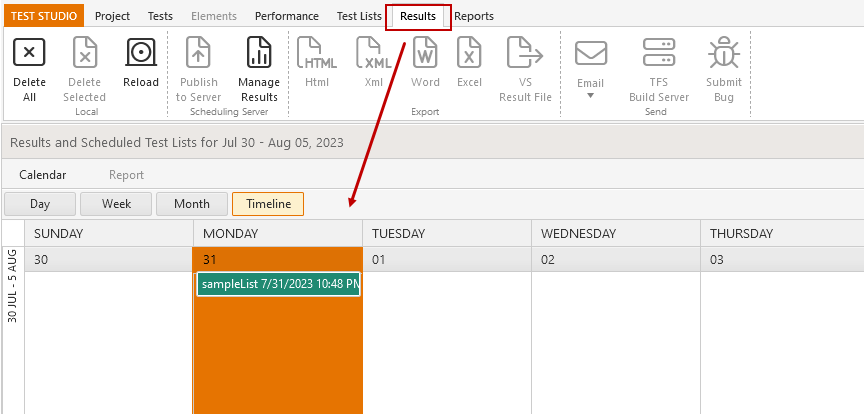 TEST STUDIO Project Tests Elements Performance Test Lists Results Reports
Delete All Delete Selected Reload Publish to Server Manage Results Html Xml Word Excel VS Result File Email TFS Build Server Submit Bug
HTML XML W X
Local Scheduling Server Export Send
Results and Scheduled Test Lists for Jul 30 - Aug 05, 2023
Calendar Report
Day Week Month Timeline
SUNDAY MONDAY TUESDAY WEDNESDAY THURSDAY
30 31 01 02 03
sampleList 7/31/2023 10:48 PM
30 JUL - 5 AUG